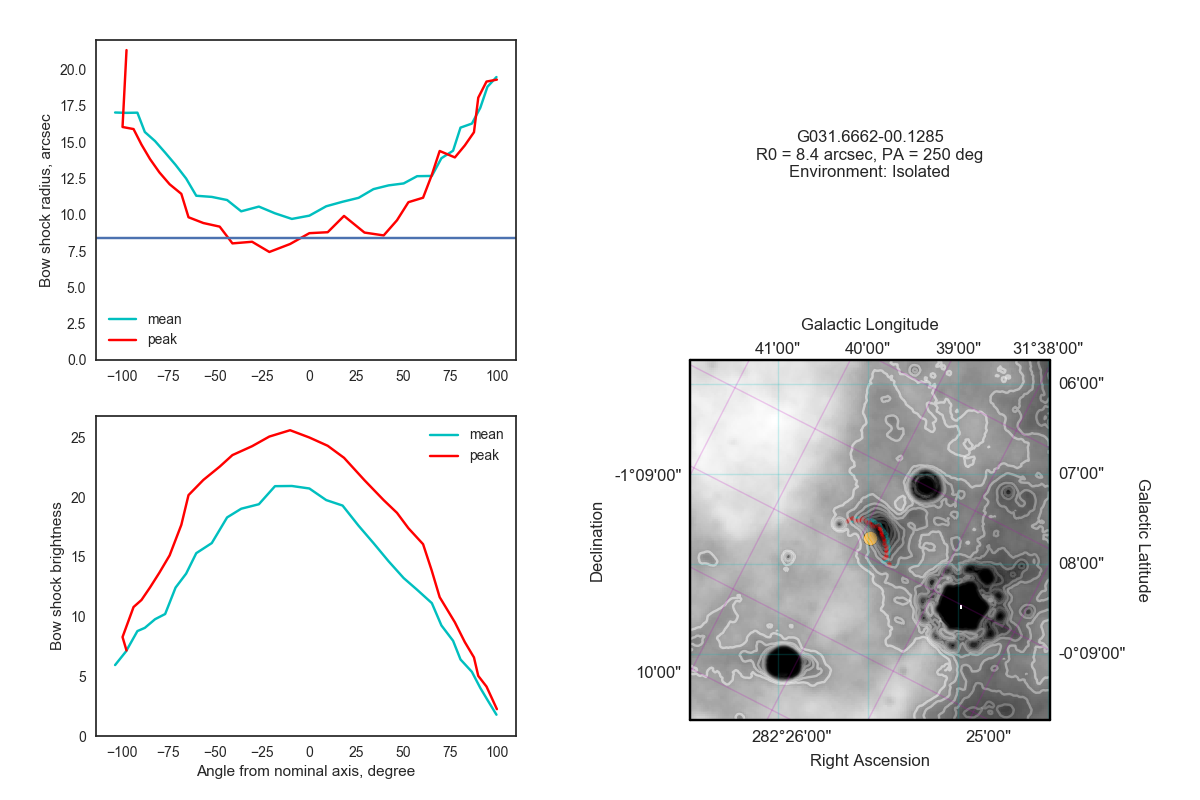 20.0
17.5
15.0
12.5
10.0
7.5
5.0
2.5
0.0
Bow shock radius, arcsec
mean
peak
−100 −75 −50 −25 0 25 50 75 100
25
20
15
10
5
0
Bow shock brightness
mean
peak
−100 −75 −50 −25 0 25 50 75 100
Angle from nominal axis, degree
G031.6662-00.1285
R0 = 8.4 arcsec, PA = 250 deg
Environment: Isolated
Galactic Longitude
41'00" 40'00" 39'00" 31°38'00"
06'00"
07'00"
08'00"
-0°09'00"
Galactic Latitude
-1°09'00"
10'00"
Declination
282°26'00" 25'00"
Right Ascension